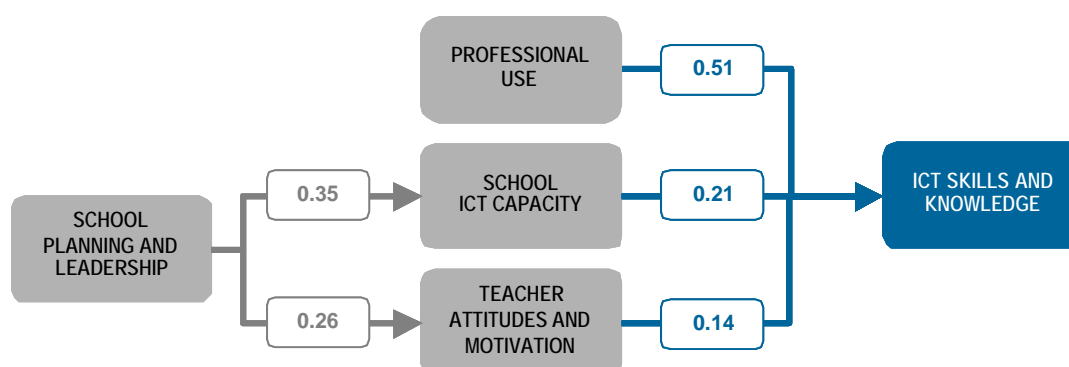 PROFESSIONAL
USE
0.51
SCHOOL
PLANNING AND
LEADERSHIP
0.35
SCHOOL
ICT CAPACITY
0.21
ICT SKILLS AND
KNOWLEDGE
0.26
TEACHER
ATTITUDES AND
MOTIVATION
0.14